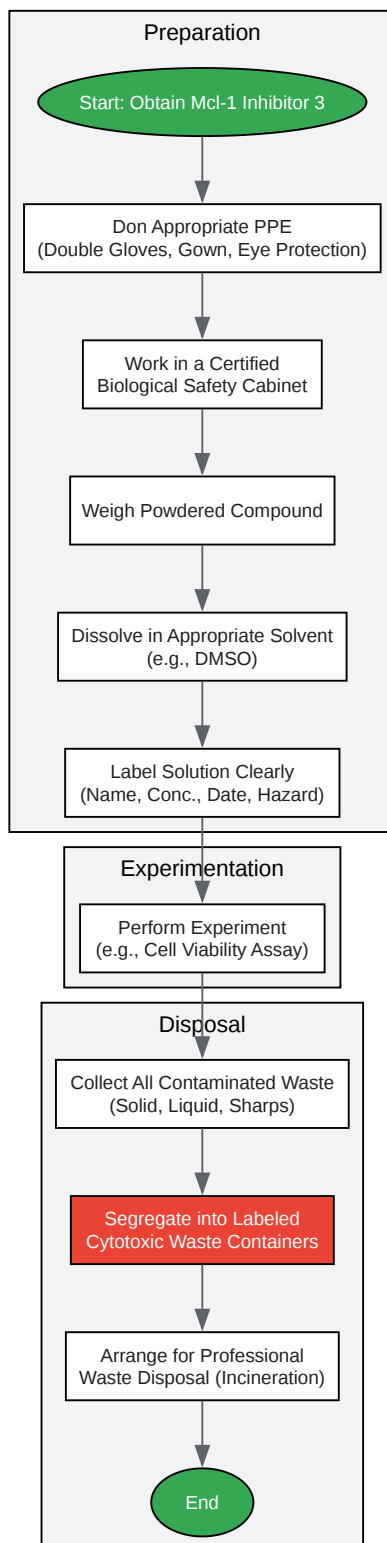 Preparation
Start: Obtain Mcl-1 Inhibitor 3
Don Appropriate PPE
(Double Gloves, Gown, Eye Protection)
Work in a Certified
Biological Safety Cabinet
Weigh Powdered Compound
Dissolve in Appropriate Solvent
(e.g., DMSO)
Label Solution Clearly
(Name, Conc., Date, Hazard)
Experimentation
Perform Experiment
(e.g., Cell Viability Assay)
Disposal
Collect All Contaminated Waste
(Solid, Liquid, Sharps)
Segregate into Labeled
Cytotoxic Waste Containers
Arrange for Professional
Waste Disposal (Incineration)
End